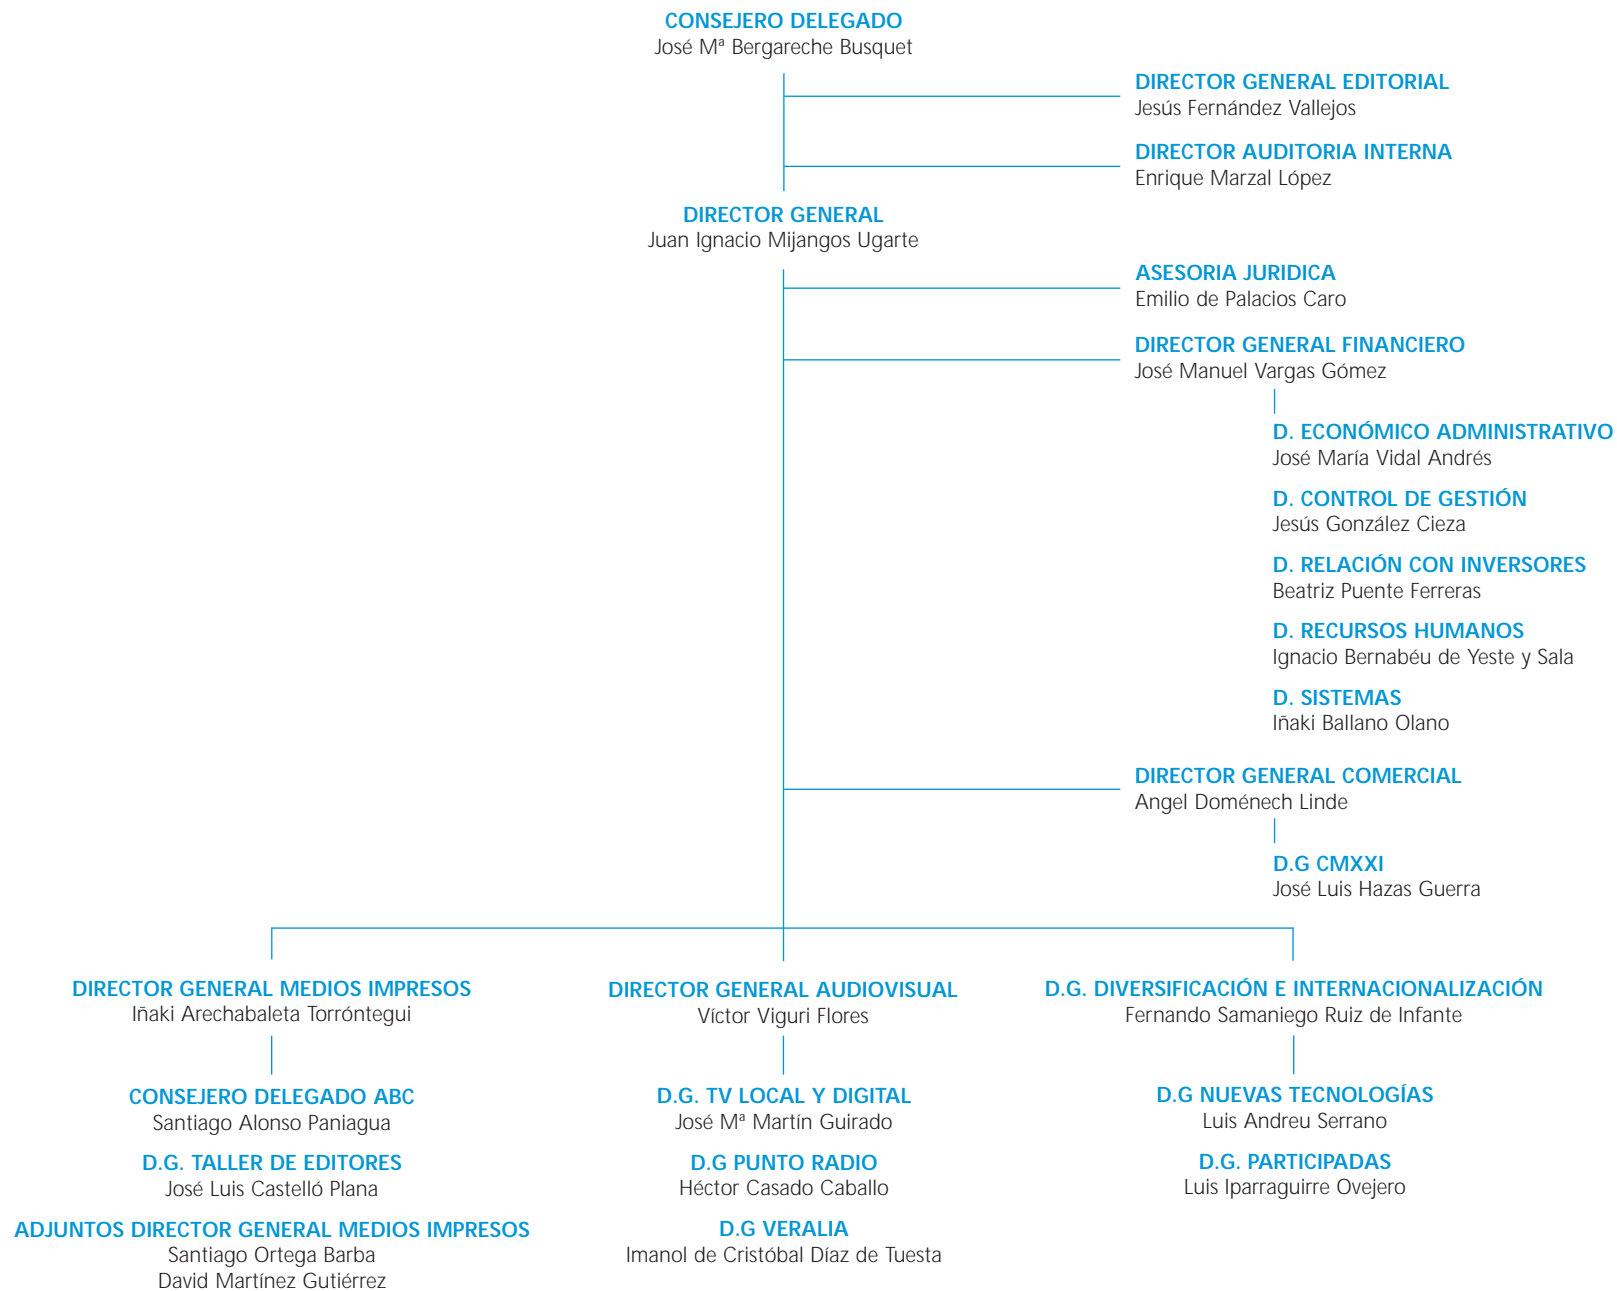 CONSEJERO DELEGADO
José Mª Bergareche Busquet
DIRECTOR GENERAL EDITORIAL
Jesús Fernández Vallejos
DIRECTOR AUDITORIA INTERNA
Enrique Marzal López
DIRECTOR GENERAL
Juan Ignacio Mijangos Ugarte
ASESORIA JURIDICA
Emilio de Palacios Caro
DIRECTOR GENERAL FINANCIERO
José Manuel Vargas Gómez
D. ECONÓMICO ADMINISTRATIVO
José María Vidal Andrés
D. CONTROL DE GESTIÓN
Jesús González Cieza
D. RELACIÓN CON INVERSORES
Beatriz Puente Ferreras
D. RECURSOS HUMANOS
Ignacio Bernabéu de Yeste y Sala
D. SISTEMAS
Iñaki Ballano Olano
DIRECTOR GENERAL COMERCIAL
Angel Doménech Linde
D.G CMXXI
José Luis Hazas Guerra
DIRECTOR GENERAL MEDIOS IMPRESOS
Iñaki Arechabaleta Torróntegui
CONSEJERO DELEGADO ABC
Santiago Alonso Paniagua
D.G. TALLER DE EDITORES
José Luis Castelló Plana
ADJUNTOS DIRECTOR GENERAL MEDIOS IMPRESOS
Santiago Ortega Barba
David Martínez Gutiérrez
DIRECTOR GENERAL AUDIOVISUAL
Víctor Viguri Flores
D.G. TV LOCAL Y DIGITAL
José Mª Martín Guirado
D.G PUNTO RADIO
Héctor Casado Caballo
D.G VERALIA
Imanol de Cristóbal Díaz de Tuesta
D.G. DIVERSIFICACIÓN E INTERNACIONALIZACIÓN
Fernando Samaniego Ruiz de Infante
D.G NUEVAS TECNOLOGÍAS
Luis Andreu Serrano
D.G. PARTICIPADAS
Luis Iparraguirre Ovejero